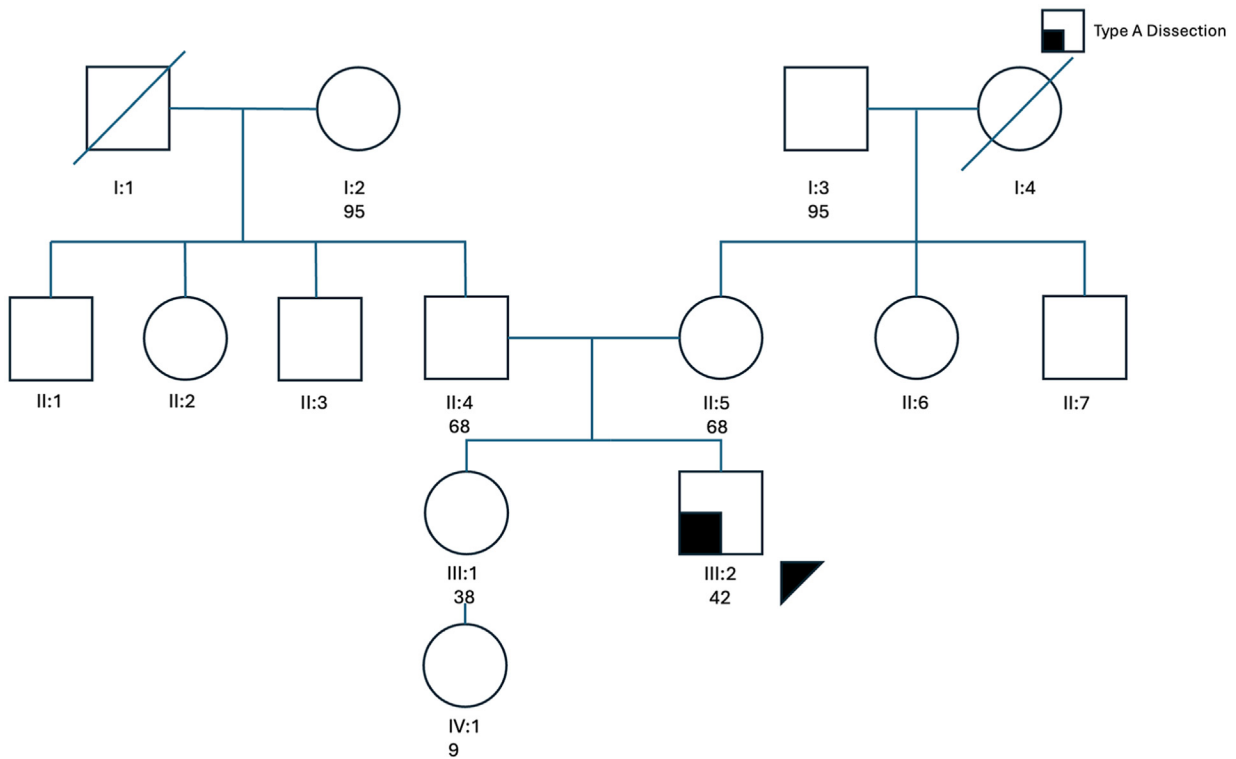 Type A Dissection
I:1
I:2
95
I:3
95
I:4
II:1
II:2
II:3
II:4
68
II:5
68
II:6
II:7
III:1
38
III:2
42
IV:1
9